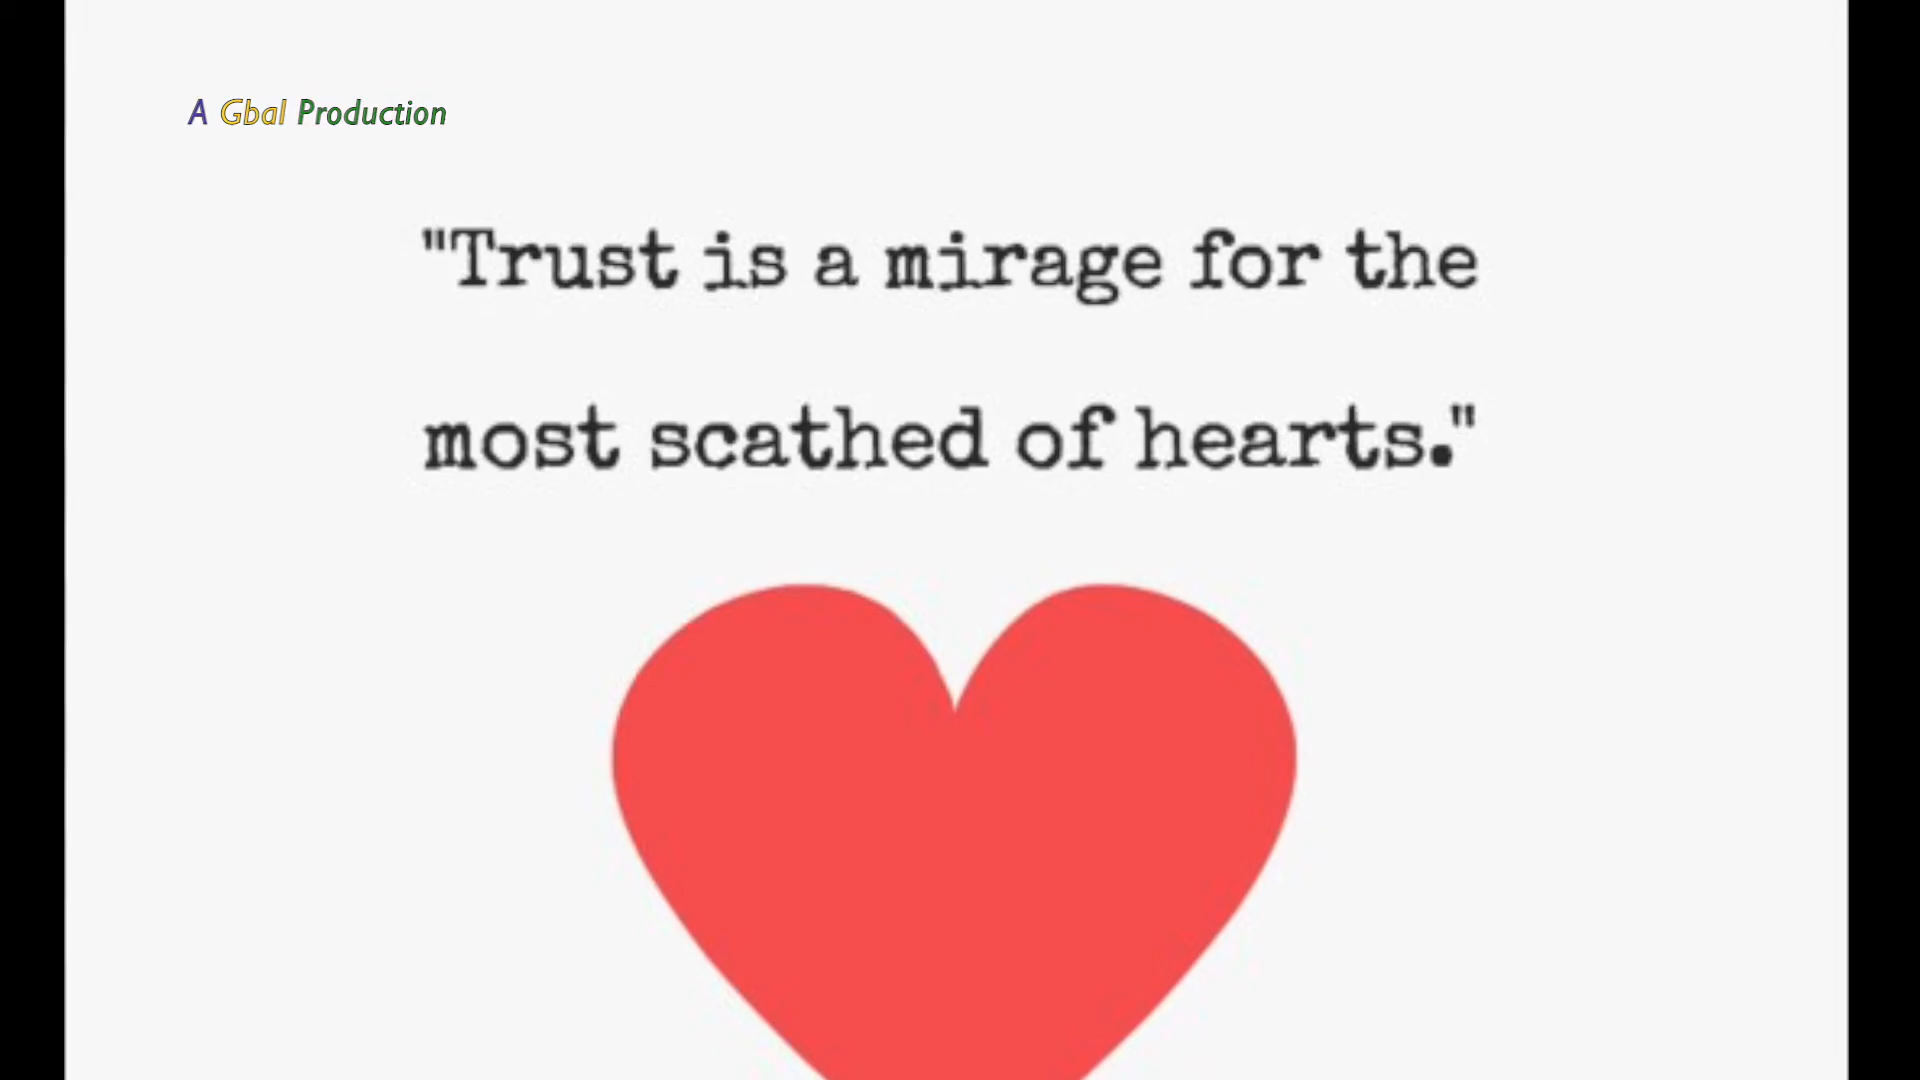 A Gbal Production
"Trust is a mirage for the
most scathed of hearts."